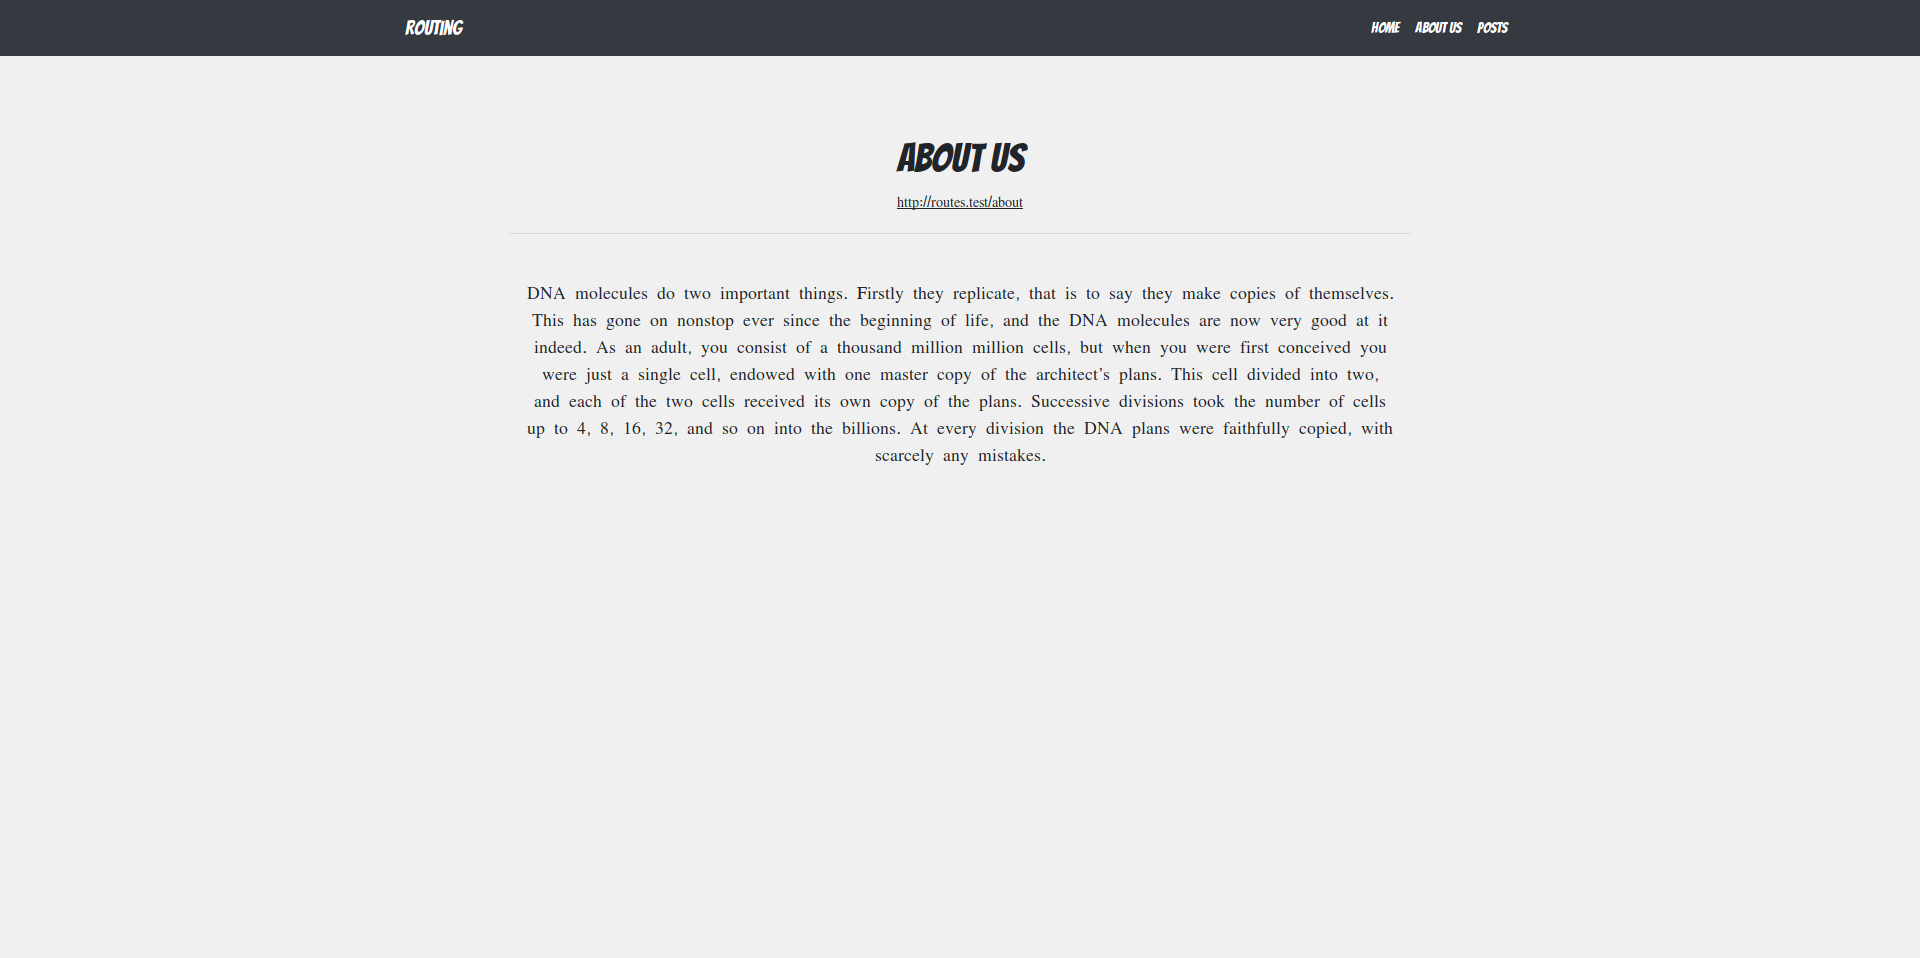 ROUTING
HOME ABOUT US POSTS
ABOUT US
http://routes.test/about
DNA molecules do two important things. Firstly they replicate, that is to say they make copies of themselves.
This has gone on nonstop ever since the beginning of life, and the DNA molecules are now very good at it
indeed. As an adult, you consist of a thousand million million cells, but when you were first conceived you
were just a single cell, endowed with one master copy of the architect's plans. This cell divided into two,
and each of the two cells received its own copy of the plans. Successive divisions took the number of cells
up to 4, 8, 16, 32, and so on into the billions. At every division the DNA plans were faithfully copied, with
scarcely any mistakes.